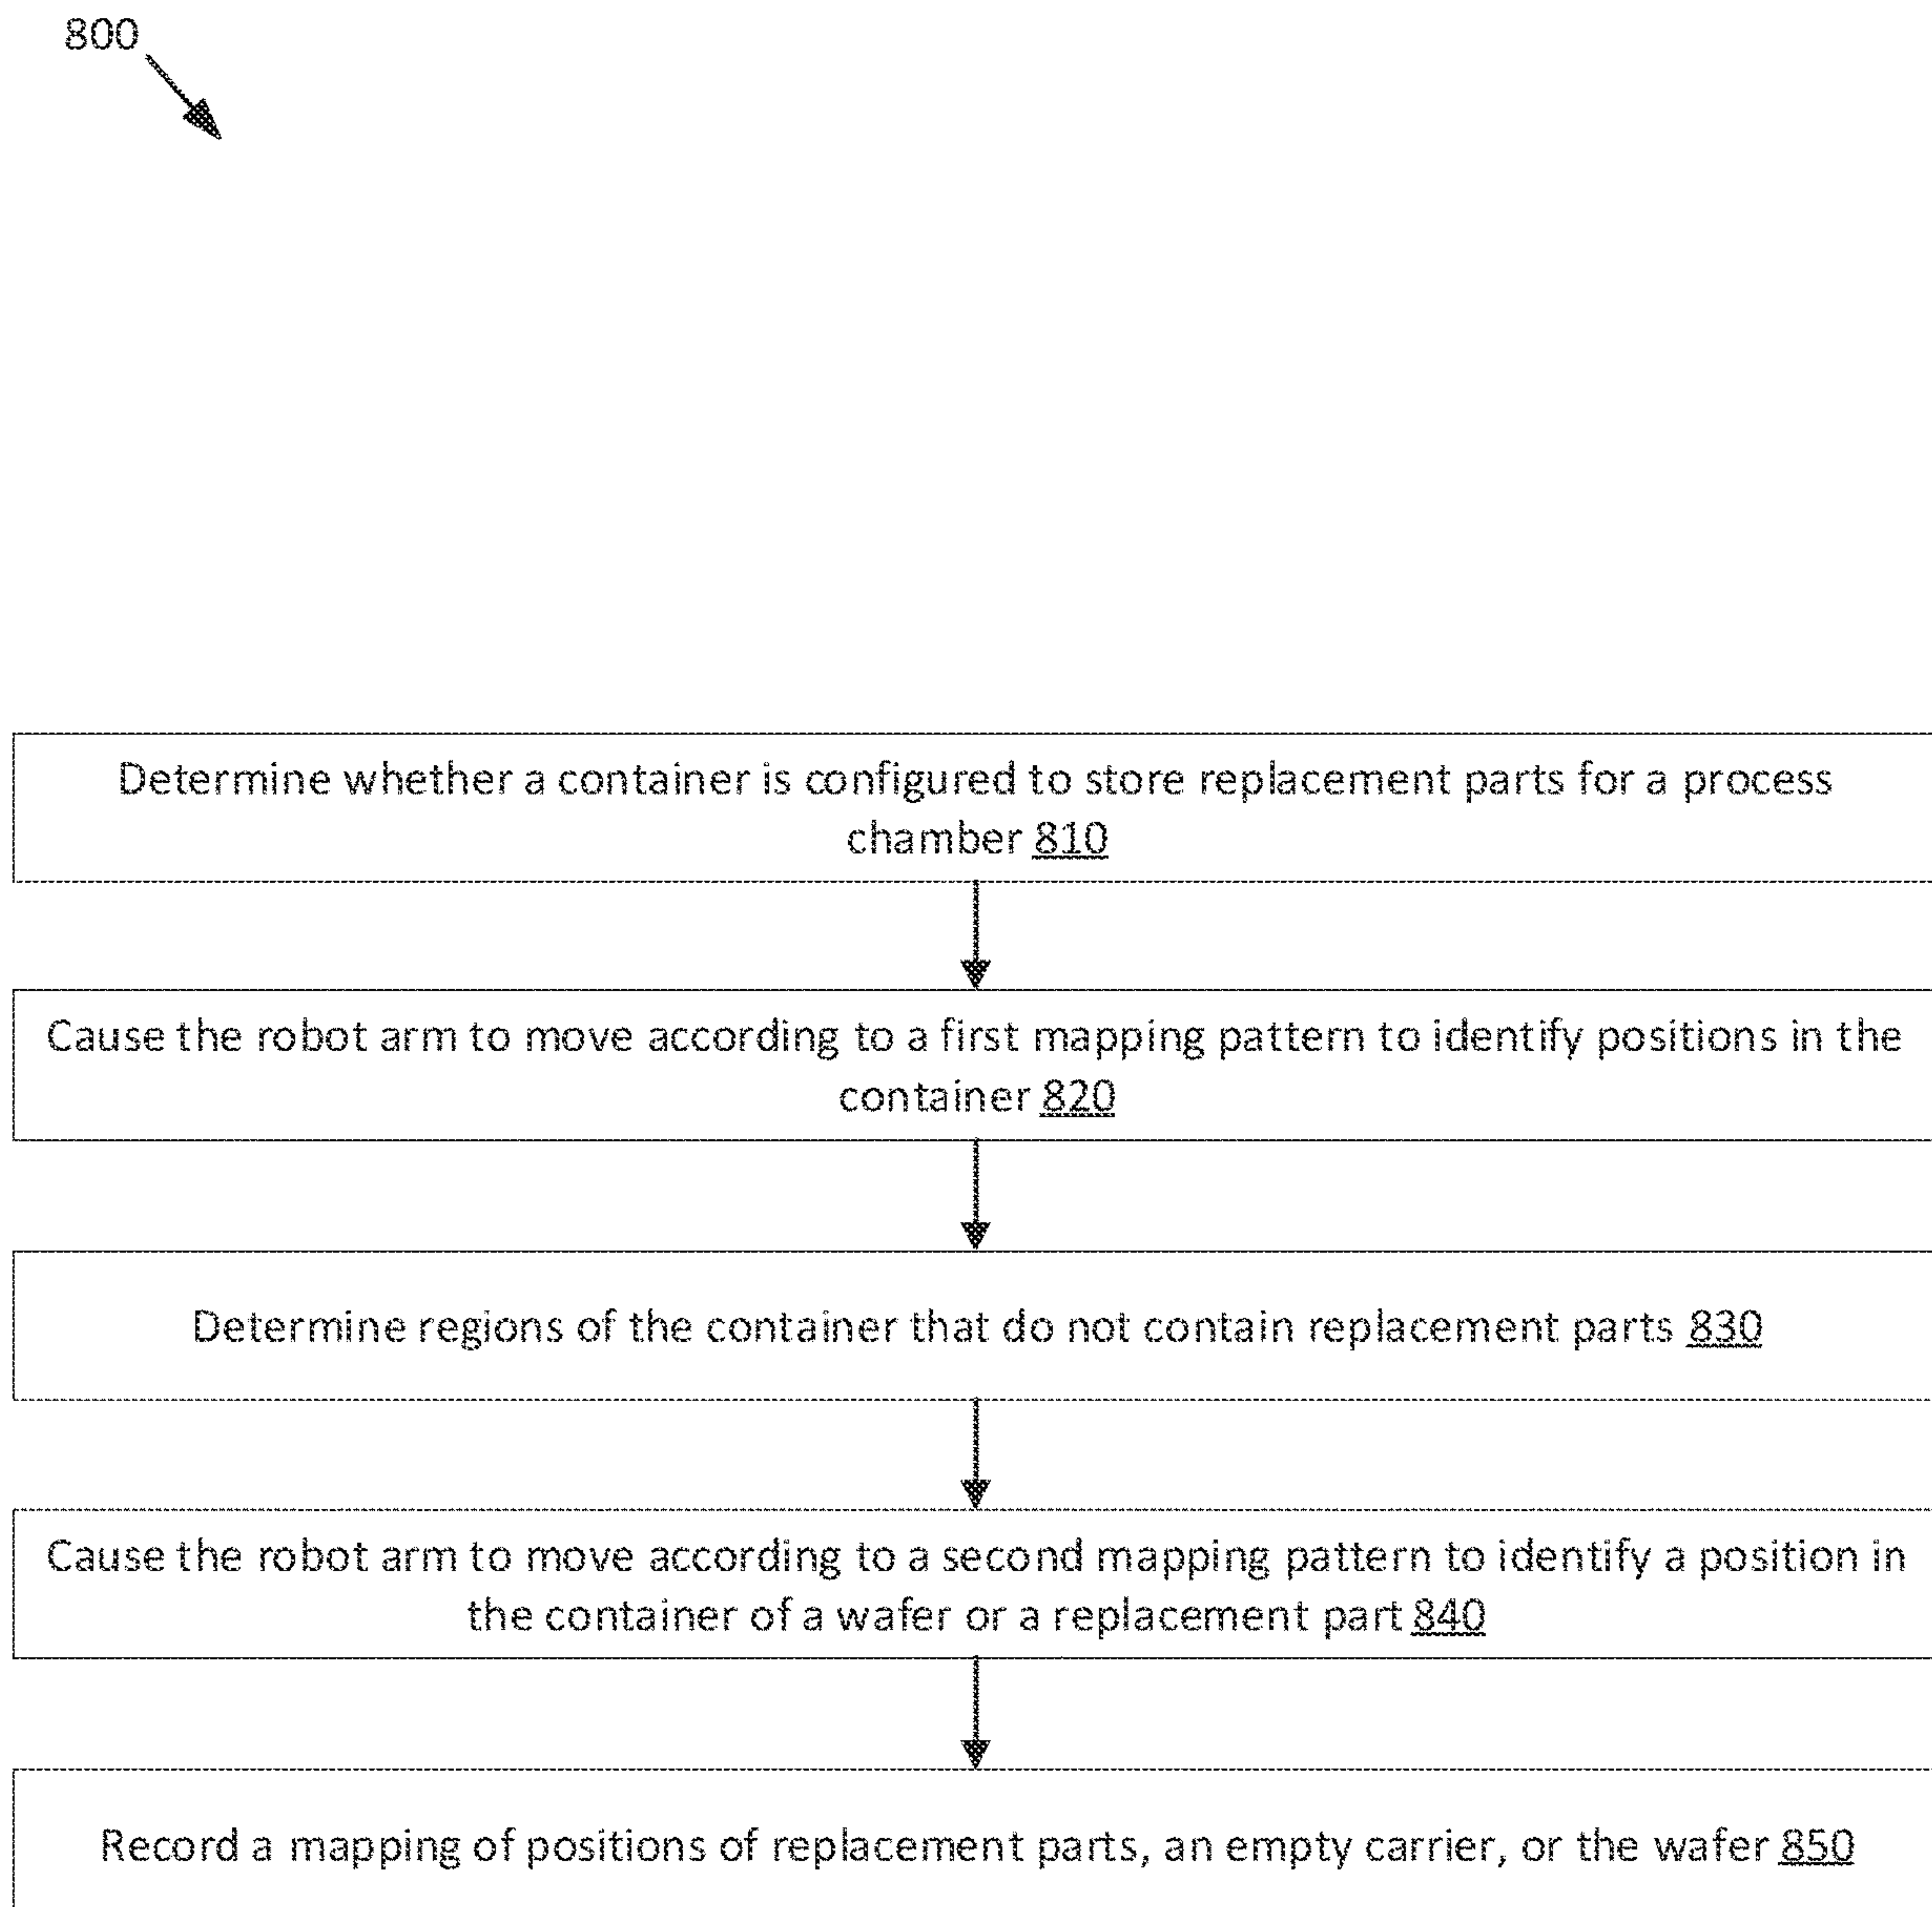 800
Determine whether a container is configured to store replacement parts for a process
chamber 810
Cause the robot arm to move according to a first mapping pattern to identify positions in the
container 820
Determine regions of the container that do not contain replacement parts 830
Cause the robot arm to move according to a second mapping pattern to identify a position in
the container of a wafer or a replacement part 840
Record a mapping of positions of replacement parts, an empty carrier, or the wafer 850